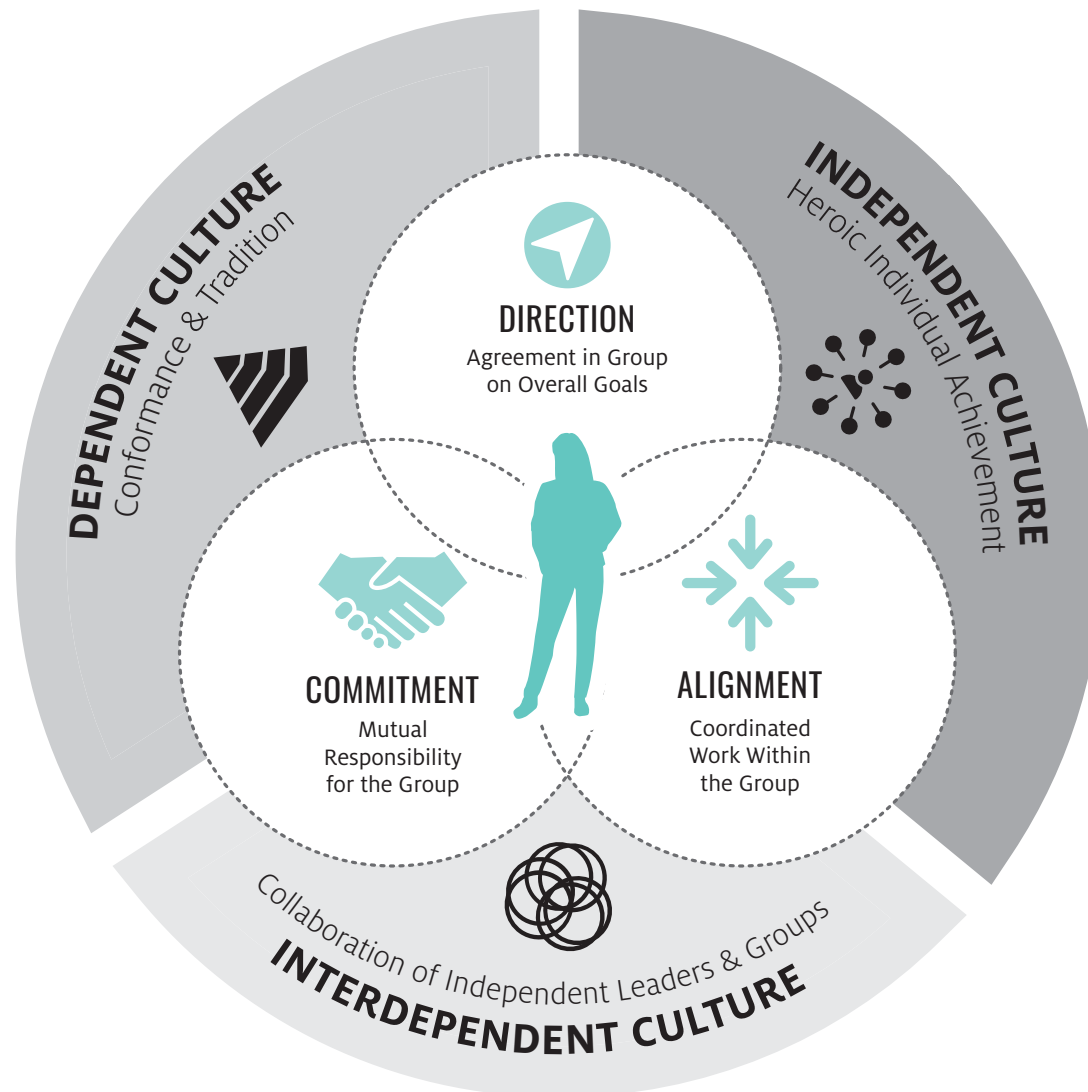 DEPENDENT CULTURE
Conformance & Tradition
INDEPENDENT CULTURE
Heroic Individual Achievement
DIRECTION
Agreement in Group
on Overall Goals
COMMITMENT
Mutual
Responsibility
for the Group
ALIGNMENT
Coordinated
Work Within
the Group
Collaboration of Independent Leaders & Groups
INTERDEPENDENT CULTURE